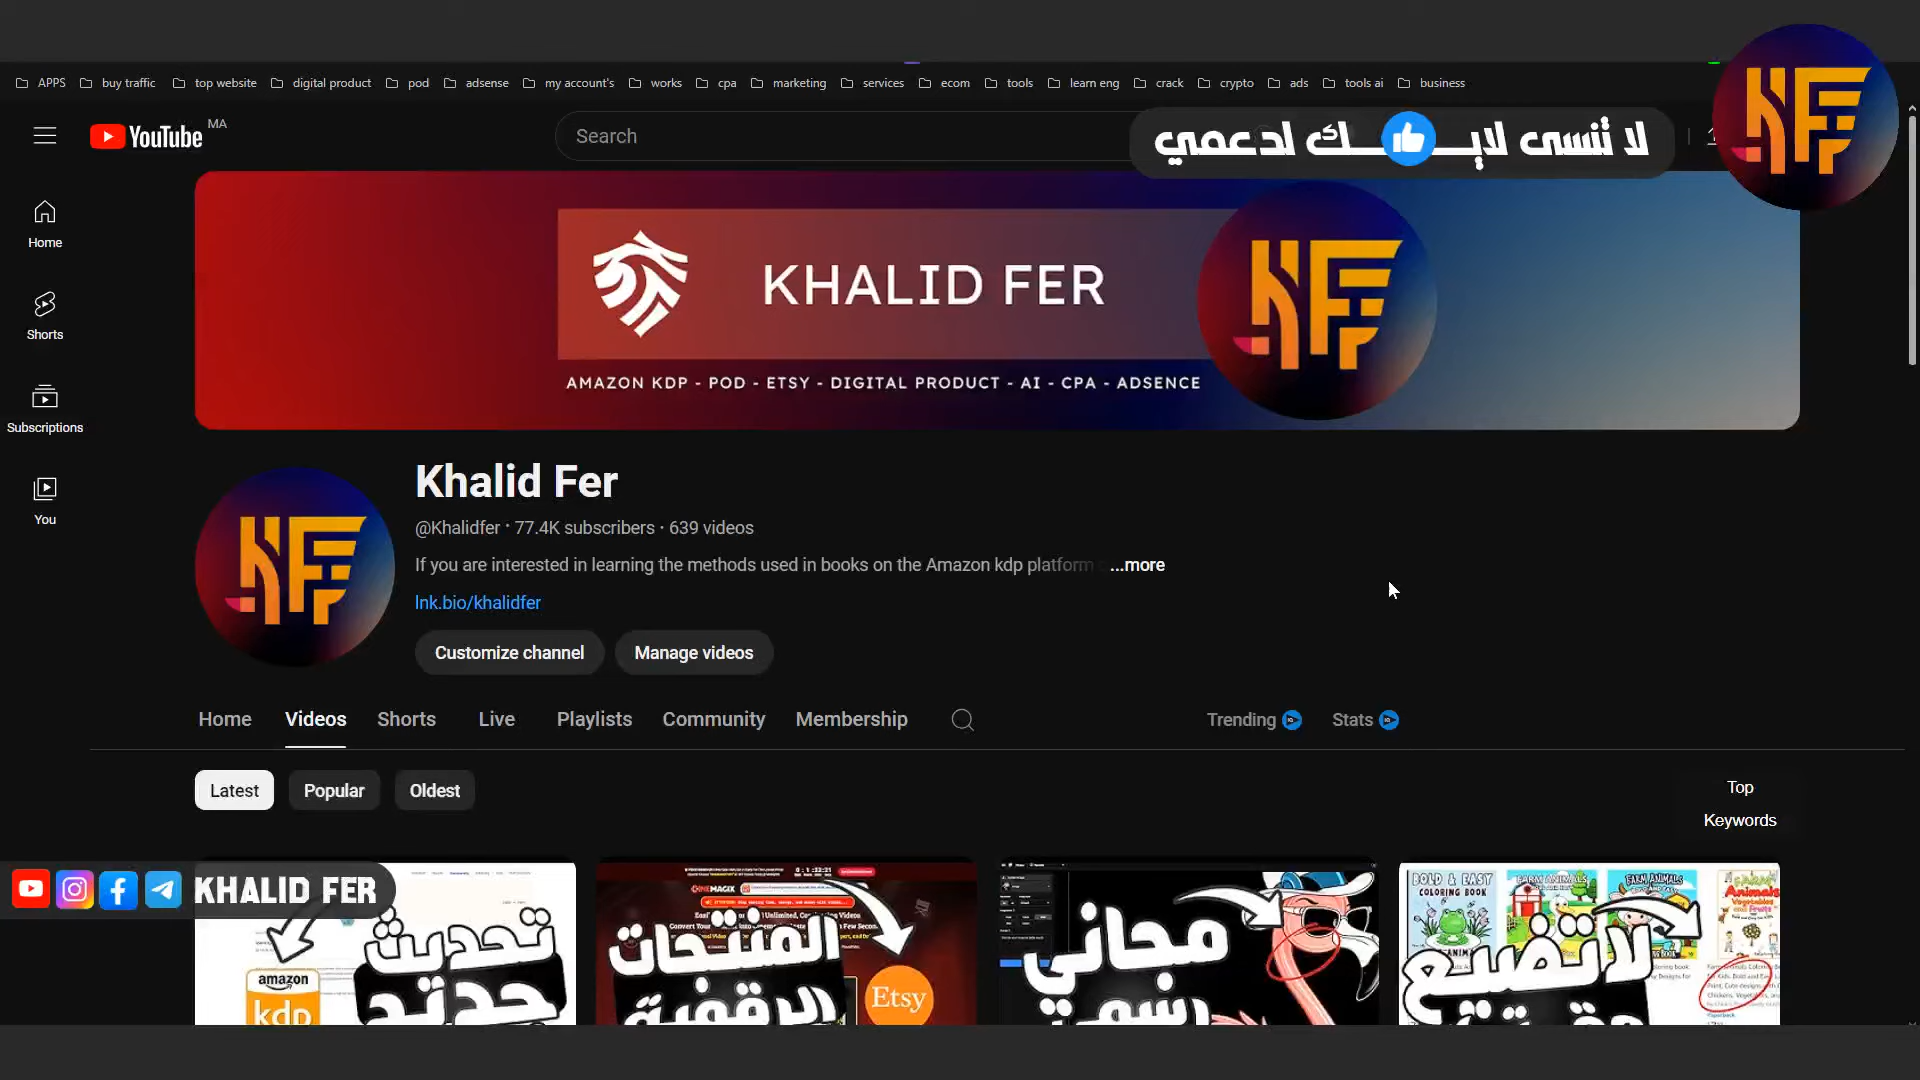 APPS buy traffic top website digital product pod adsense my account's works cpa marketing services ecom tools learn eng crack crypto ads tools ai business
YouTube MA
Search
لا تنسى لايـــك لدعمي
KF
Home
Shorts
Subscriptions
You
KHALID FER
KF
AMAZON KDP - POD - ETSY - DIGITAL PRODUCT - AI - CPA - ADSENCE
Khalid Fer
@Khalidfer · 77.4K subscribers · 639 videos
If you are interested in learning the methods used in books on the Amazon kdp platform ...more
lnk.bio/khalidfer
Customize channel Manage videos
Home Videos Shorts Live Playlists Community Membership
Trending Stats
Latest Popular Oldest
Top
Keywords
KHALID FER
تحديث
جديد
amazon
kdp
المنتجات
الرقمية
Etsy
مجاني
رسمي
BOLD & EASY
COLORING BOOK
FARM ANIMALS
لاتضيع